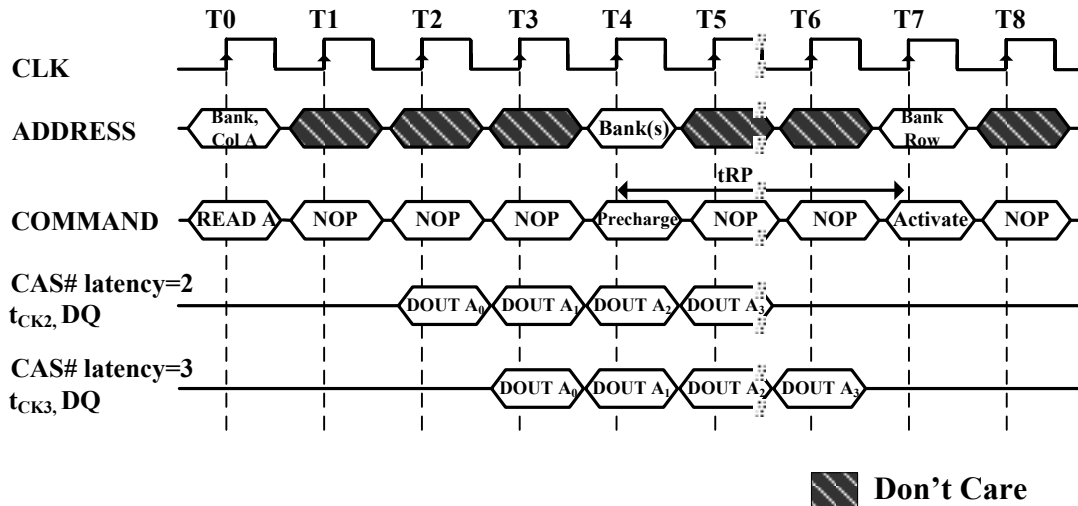 T0 T1 T2 T3 T4 T5 T6 T7 T8
CLK
ADDRESS
Bank,
Col A
Bank(s)
Bank
Row
tRP
COMMAND
READ A NOP NOP NOP Precharge NOP NOP Activate NOP
CAS# latency=2
tCK2, DQ
DOUT A0 DOUT A1 DOUT A2 DOUT A3
CAS# latency=3
tCK3, DQ
DOUT A0 DOUT A1 DOUT A2 DOUT A3
Don't Care